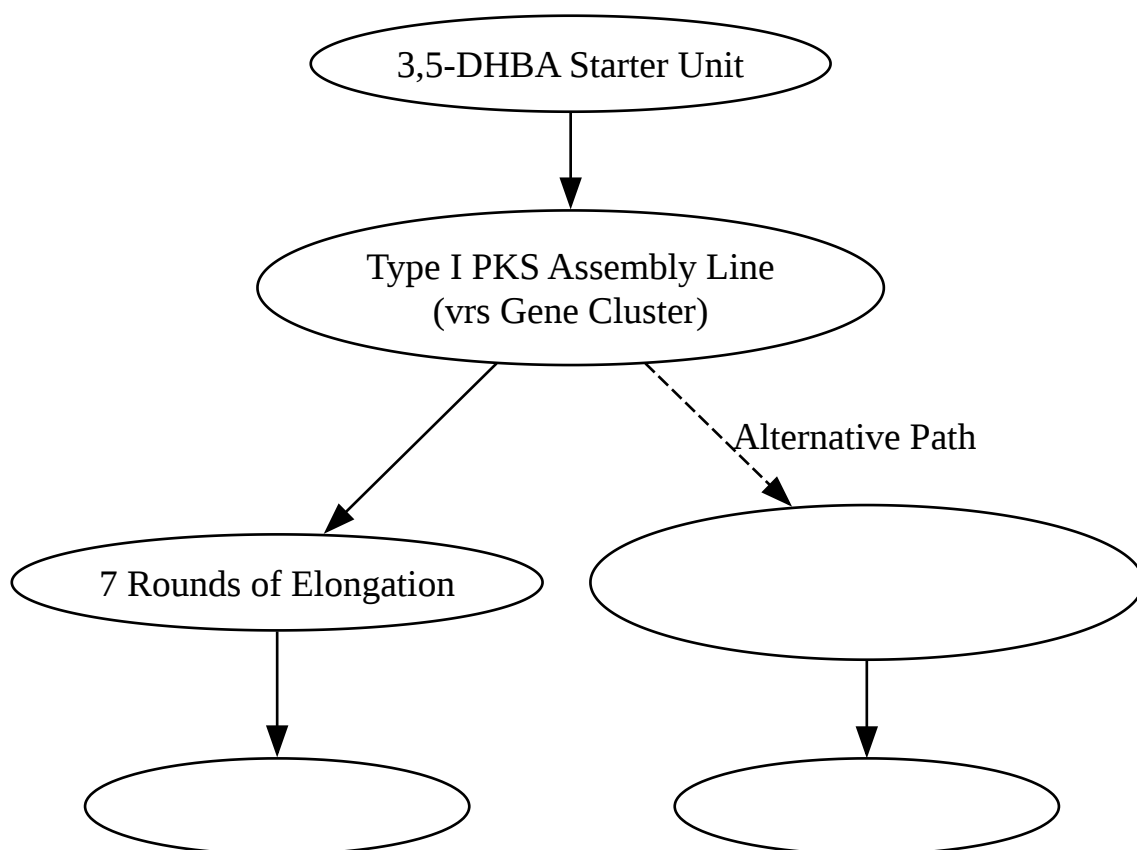 3,5-DHBA Starter Unit
Type I PKS Assembly Line
(vrs Gene Cluster)
Alternative Path
7 Rounds of Elongation